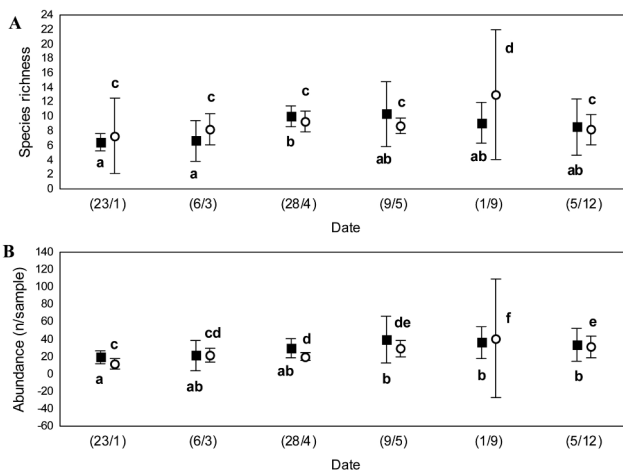 A
Species richness
24
22
20
18
16
14
12
10
8
6
4
2
0
c c c c d c
a a b ab ab ab
(23/1) (6/3) (28/4) (9/5) (1/9) (5/12)
Date
B
Abundance (n/sample)
140
120
100
80
60
40
20
0
-20
-40
-60
c cd d de f e
a ab ab b b b
(23/1) (6/3) (28/4) (9/5) (1/9) (5/12)
Date